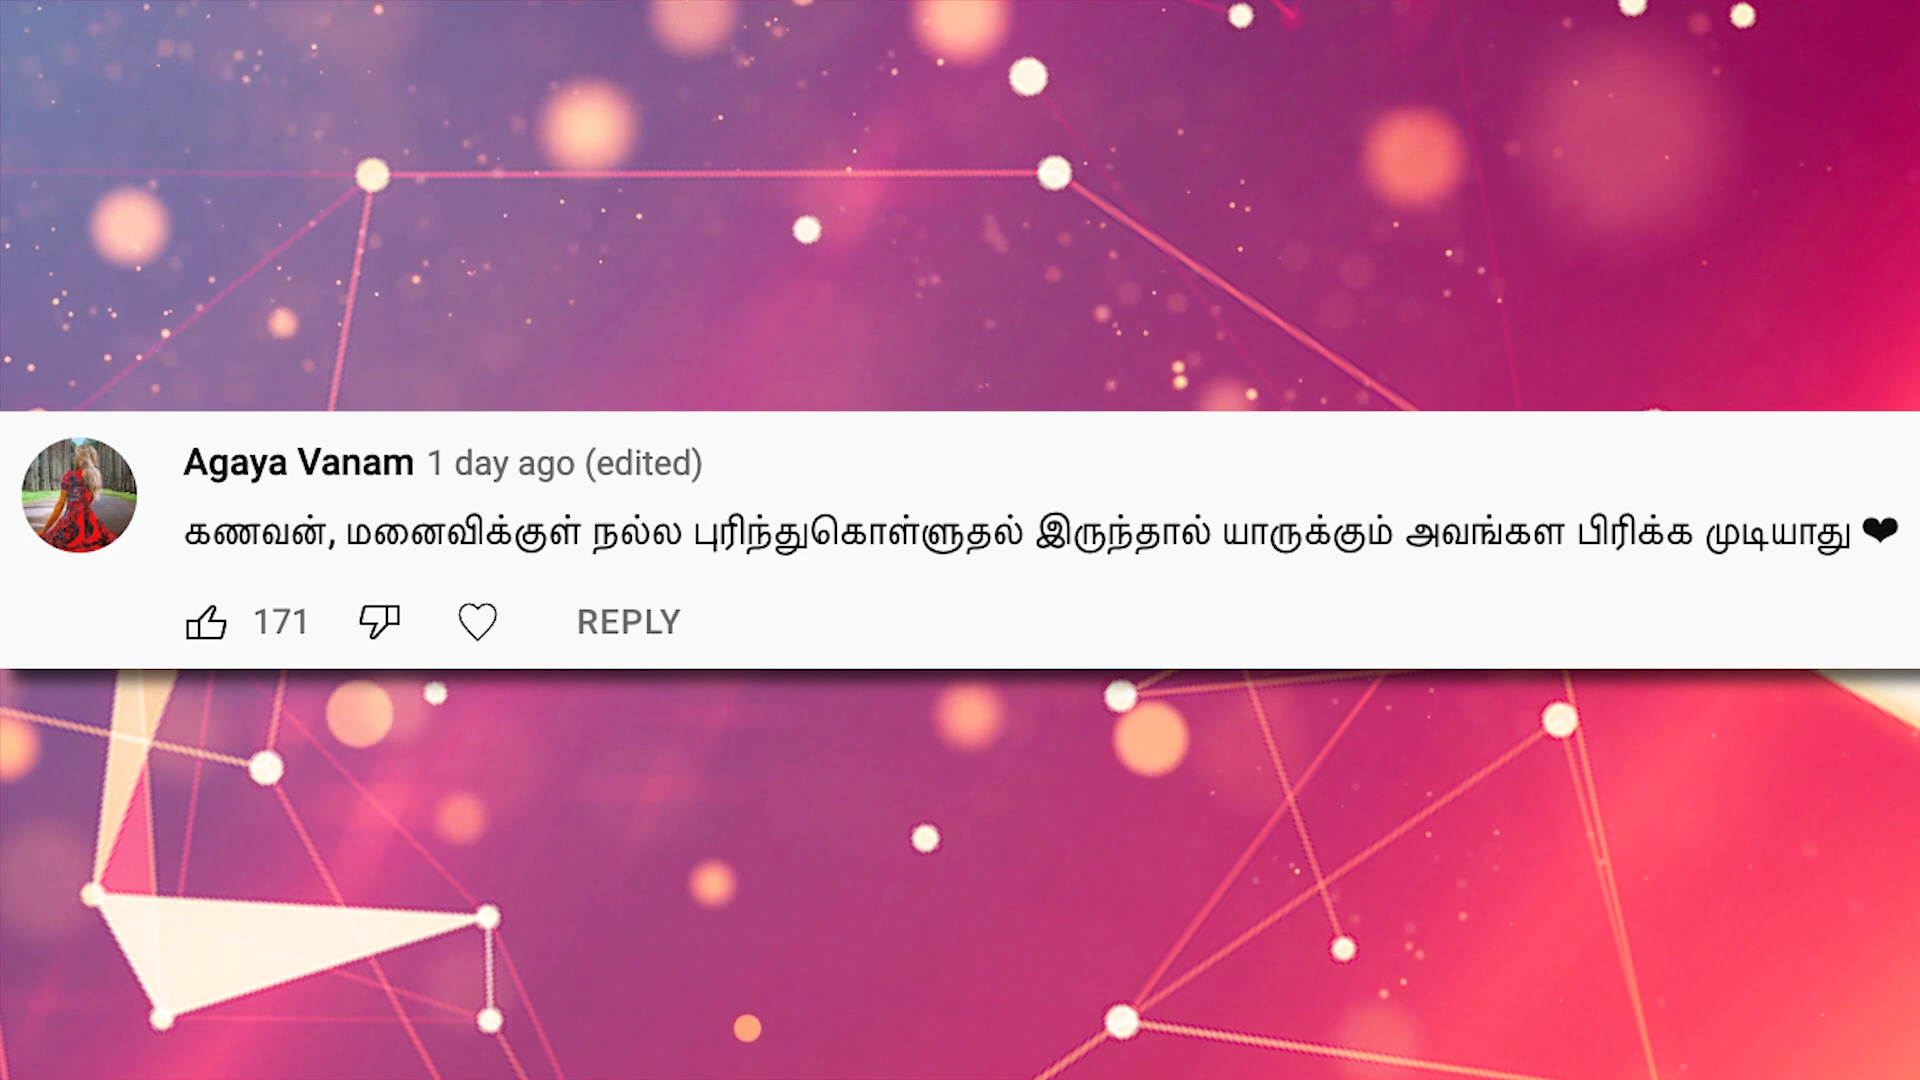 Agaya Vanam 1 day ago (edited)
கணவன், மனைவிக்குள் நல்ல புரிந்துகொள்ளுதல் இருந்தால் யாருக்கும் அவங்கள பிரிக்க முடியாது ❤
171 REPLY